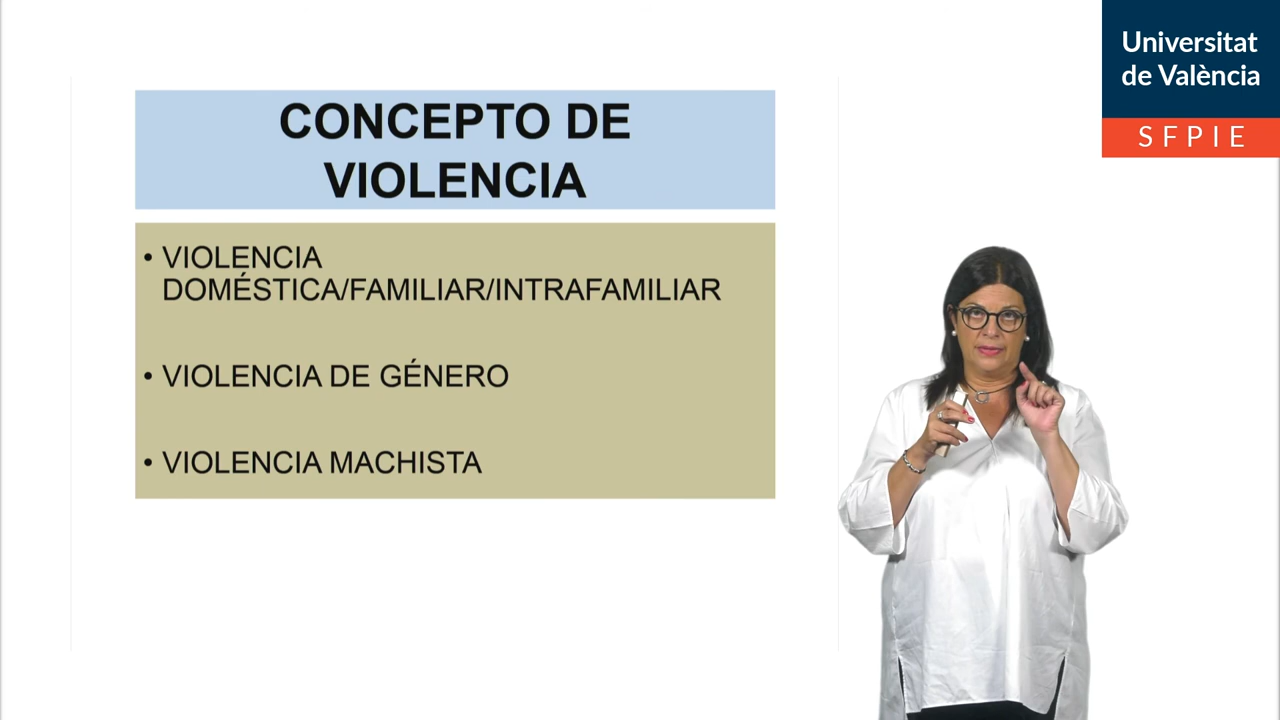 Universitat
de València
SFPIE
CONCEPTO DE
VIOLENCIA
• VIOLENCIA
DOMÉSTICA/FAMILIAR/INTRAFAMILIAR
• VIOLENCIA DE GÉNERO
• VIOLENCIA MACHISTA